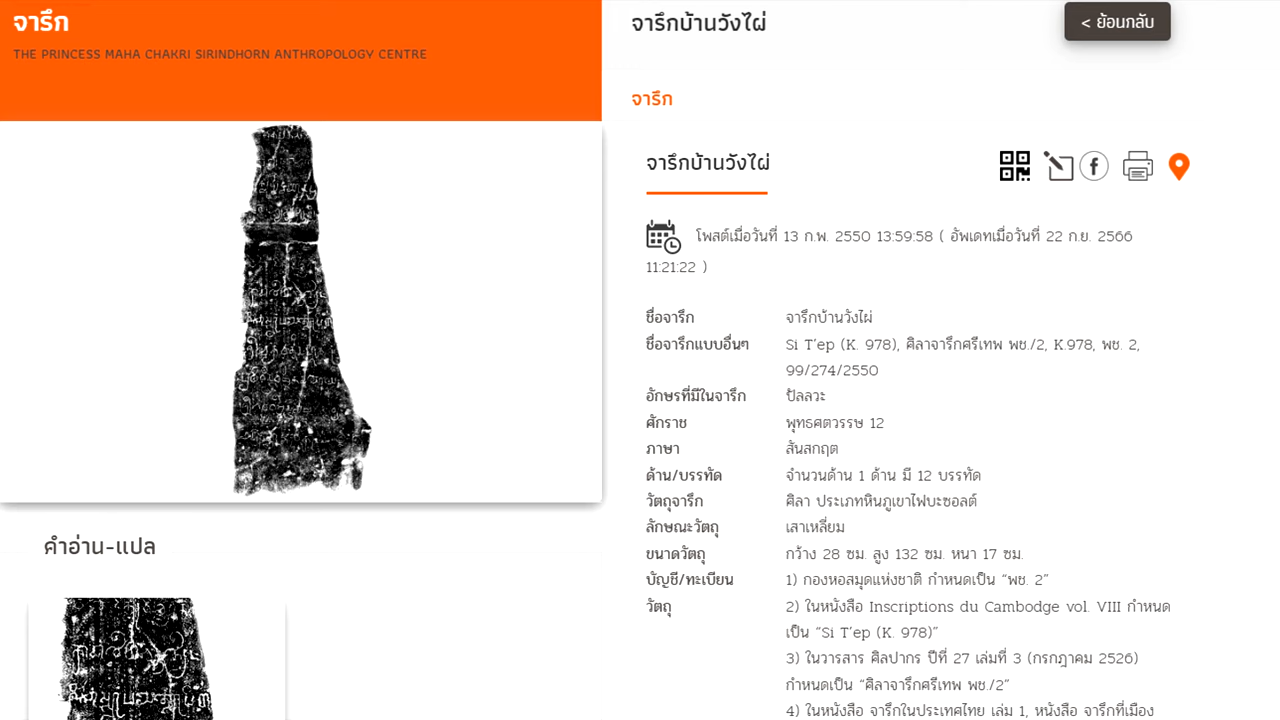 จารึก
THE PRINCESS MAHA CHAKRI SIRINDHORN ANTHROPOLOGY CENTRE
คำอ่าน-แปล
จารึกบ้านวังไผ่
< ย้อนกลับ
จารึก
จารึกบ้านวังไผ่
โพสต์เมื่อวันที่ 13 ก.พ. 2550 13:59:58 ( อัพเดทเมื่อวันที่ 22 ก.ย. 2566
11:21:22 )
ชื่อจารึก จารึกบ้านวังไผ่
ชื่อจารึกแบบอื่นๆ Si T’ep (K. 978), ศิลาจารึกศรีเทพ พช./2, K.978, พช. 2,
99/274/2550
อักษรที่มีในจารึก ปัลลวะ
ศักราช พุทธศตวรรษ 12
ภาษา สันสกฤต
ด้าน/บรรทัด จำนวนด้าน 1 ด้าน มี 12 บรรทัด
วัตถุจารึก ศิลา ประเภทหินภูเขาไฟบะซอลต์
ลักษณะวัตถุ เสาเหลี่ยม
ขนาดวัตถุ กว้าง 28 ซม. สูง 132 ซม. หนา 17 ซม.
บัญชี/ทะเบียน 1) กองหอสมุดแห่งชาติ กำหนดเป็น “พช. 2”
วัตถุ 2) ในหนังสือ Inscriptions du Cambodge vol. VIII กำหนด
เป็น “Si T’ep (K. 978)”
3) ในวารสาร ศิลปากร ปีที่ 27 เล่มที่ 3 (กรกฎาคม 2526)
กำหนดเป็น “ศิลาจารึกศรีเทพ พช./2”
4) ในหนังสือ จารึกในประเทศไทย เล่ม 1, หนังสือ จารึกที่เมือง